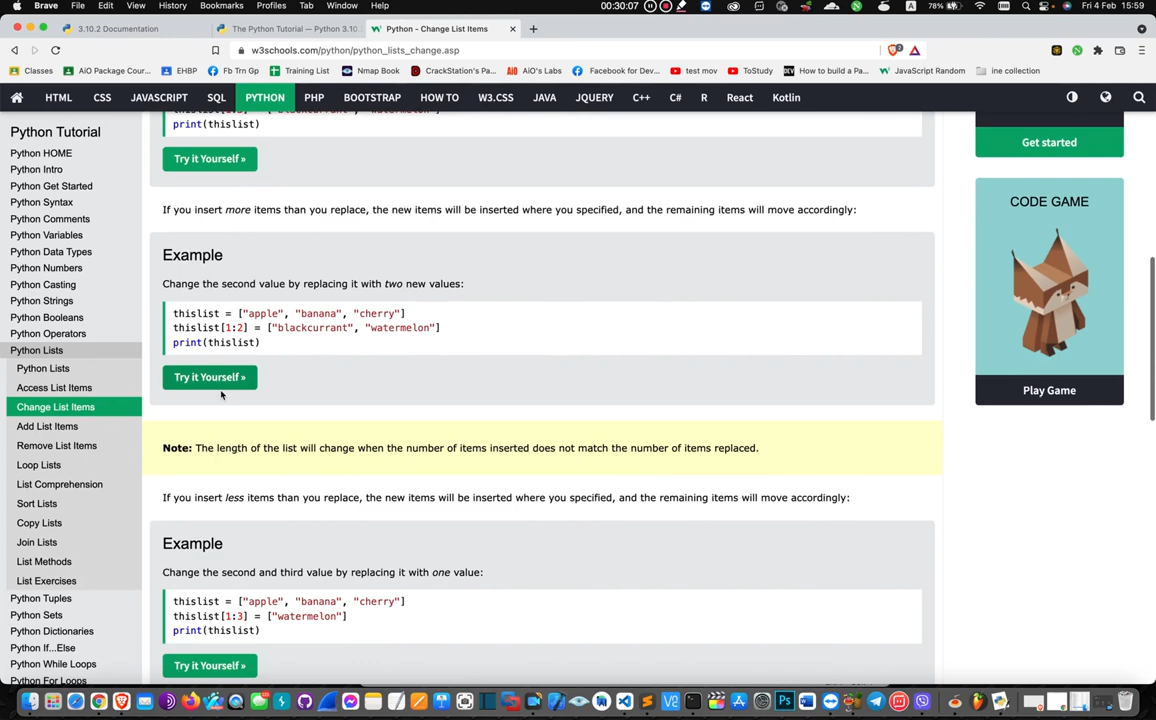 Brave File Edit View History Bookmarks Profiles Tab Window Help 00:30:07 78% Fri 4 Feb 15:59
3.10.2 Documentation The Python Tutorial — Python 3.10. Python - Change List Items
w3schools.com/python/python_lists_change.asp
Classes AiO Package Cour... EHBP Fb Trn Gp Training List Nmap Book CrackStation's Pa... AiO's Labs Facebook for Dev... test mov ToStudy How to build a Pa... JavaScript Random ine collection
HTML CSS JAVASCRIPT SQL PYTHON PHP BOOTSTRAP HOW TO W3.CSS JAVA JQUERY C++ C# R React Kotlin
Python Tutorial
Python HOME
Python Intro
Python Get Started
Python Syntax
Python Comments
Python Variables
Python Data Types
Python Numbers
Python Casting
Python Strings
Python Booleans
Python Operators
Python Lists
Python Lists
Access List Items
Change List Items
Add List Items
Remove List Items
Loop Lists
List Comprehension
Sort Lists
Copy Lists
Join Lists
List Methods
List Exercises
Python Tuples
Python Sets
Python Dictionaries
Python If...Else
Python While Loops
Python For Loops
print(thislist)
Try it Yourself »
If you insert more items than you replace, the new items will be inserted where you specified, and the remaining items will move accordingly:
Example
Change the second value by replacing it with two new values:
thislist = ["apple", "banana", "cherry"]
thislist[1:2] = ["blackcurrant", "watermelon"]
print(thislist)
Try it Yourself »
Note: The length of the list will change when the number of items inserted does not match the number of items replaced.
If you insert less items than you replace, the new items will be inserted where you specified, and the remaining items will move accordingly:
Example
Change the second and third value by replacing it with one value:
thislist = ["apple", "banana", "cherry"]
thislist[1:3] = ["watermelon"]
print(thislist)
Try it Yourself »
Get started
CODE GAME
Play Game